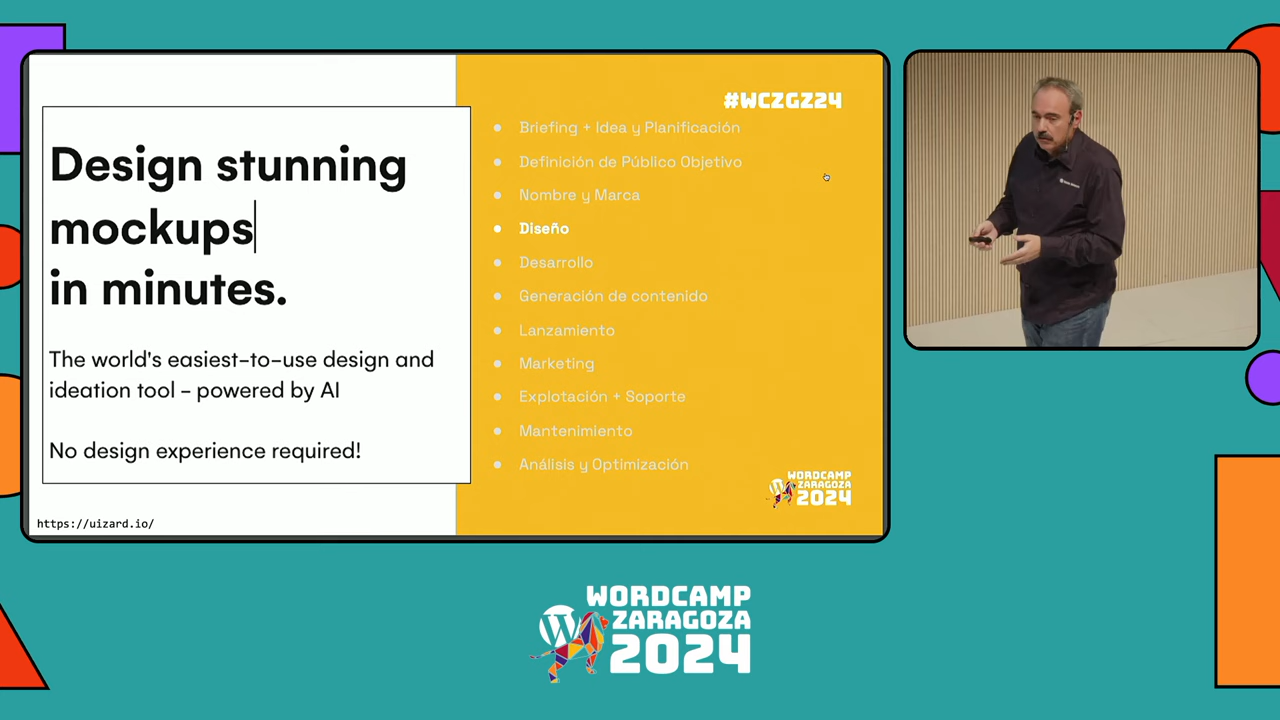 Design stunning
mockups
in minutes.
The world's easiest-to-use design and
ideation tool - powered by AI
No design experience required!
https://uizard.io/
#WCZGZ24
Briefing + Idea y Planificación
Definición de Público Objetivo
Nombre y Marca
Diseño
Desarrollo
Generación de contenido
Lanzamiento
Marketing
Explotación + Soporte
Mantenimiento
Análisis y Optimización
WORDCAMP
ZARAGOZA
2024
WORDCAMP
ZARAGOZA
2024